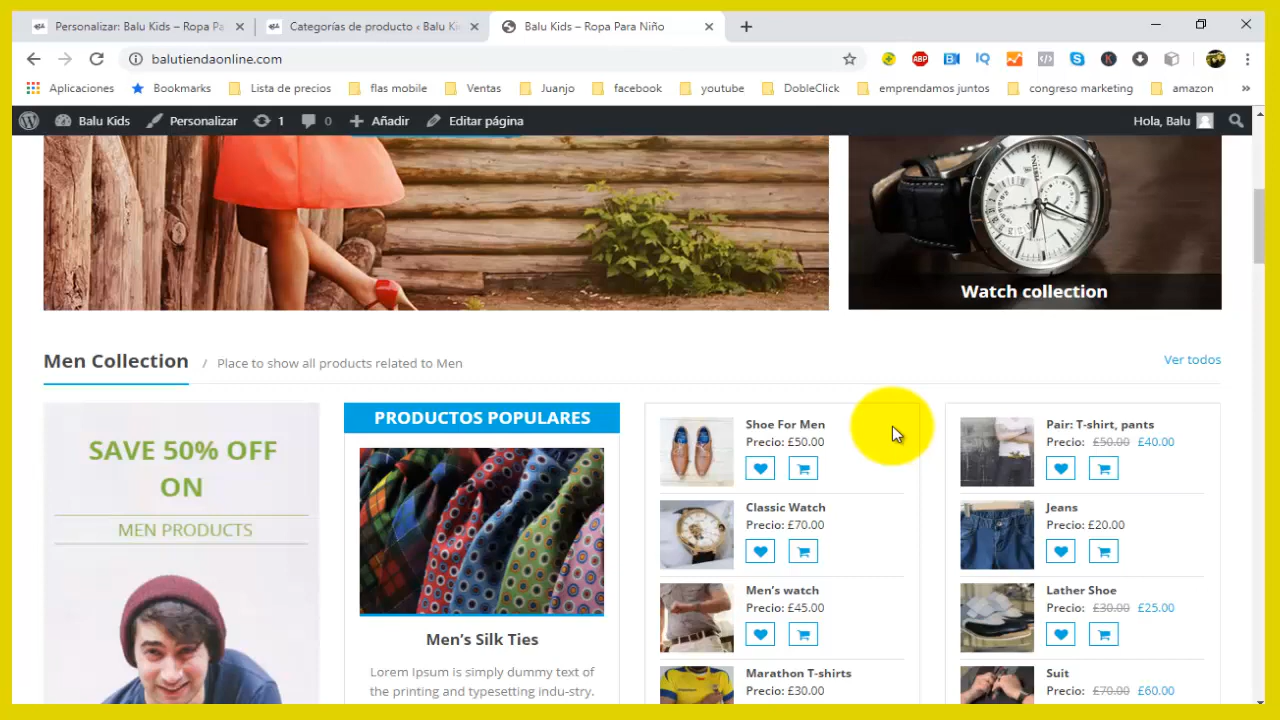 Personalizar: Balu Kids – Ropa Pa
Categorías de producto « Balu Ki
Balu Kids – Ropa Para Niño
balutiendaonline.com
Aplicaciones
Bookmarks
Lista de precios
flas mobile
Ventas
Juanjo
facebook
youtube
DobleClick
emprendamos juntos
congreso marketing
amazon
»
Balu Kids
Personalizar
1
0
Añadir
Editar página
Hola, Balu
Watch collection
Men Collection / Place to show all products related to Men
Ver todos
SAVE 50% OFF
ON
MEN PRODUCTS
PRODUCTOS POPULARES
Men's Silk Ties
Lorem Ipsum is simply dummy text of
the printing and typesetting indu-stry.
Shoe For Men
Precio: £50.00
Classic Watch
Precio: £70.00
Men's watch
Precio: £45.00
Marathon T-shirts
Precio: £30.00
Pair: T-shirt, pants
Precio: £50.00 £40.00
Jeans
Precio: £20.00
Lather Shoe
Precio: £30.00 £25.00
Suit
Precio: £70.00 £60.00